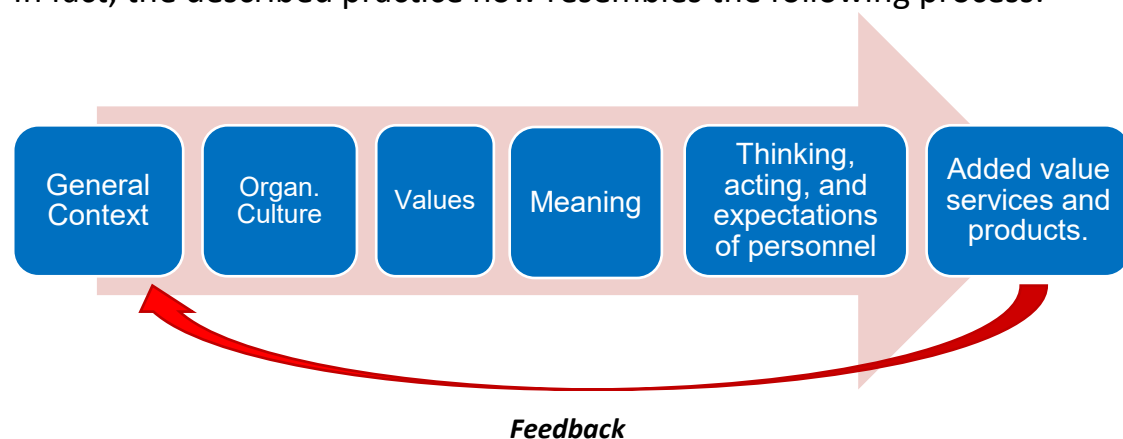 In fact, the described practice now resembles the following process:
General
Context
Organ.
Culture
Values
Meaning
Thinking,
acting, and
expectations
of personnel
Added value
services and
products.
Feedback